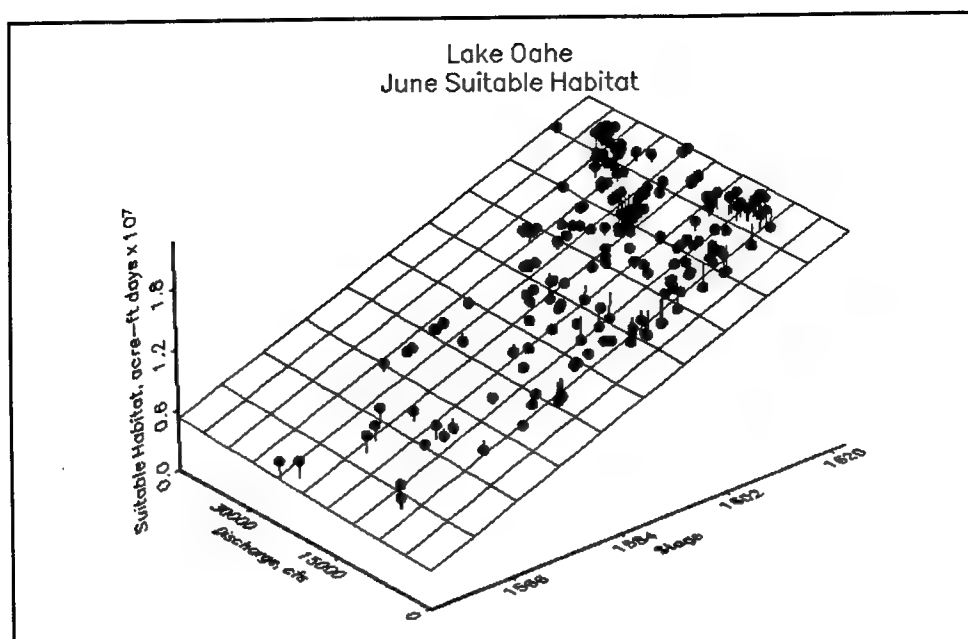 Lake Oahe
June Suitable Habitat
Suitable Habitat, acre-ft days x 107
1.8
1.2
0.6
0.0
30000
15000
0
Discharge, cfs
1566
1584
1602
1620
Stage